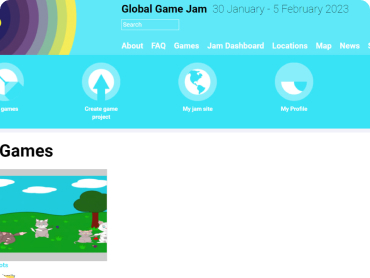 Global Game Jam 30 January - 5 February 2023
Search
About FAQ Games Jam Dashboard Locations Map News
games
Create game
project
My jam site
My Profile
Games